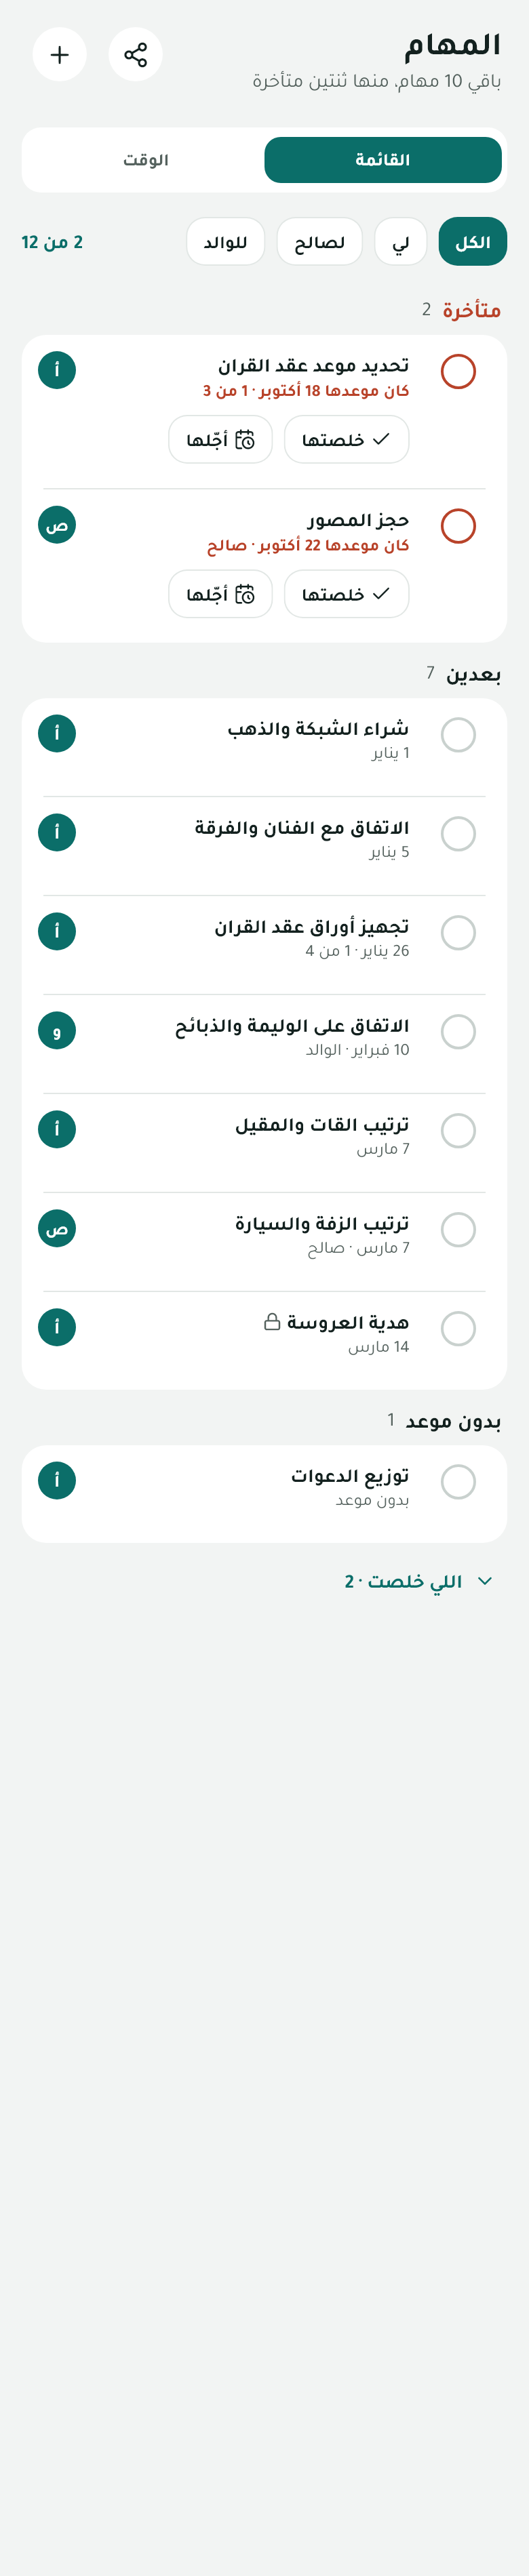 المهام
باقي 10 مهام، منها ثنتين متأخرة
القائمة
الوقت
الكل
لي
لصالح
للوالد
2 من 12
متأخرة 2
تحديد موعد عقد القران
أ
كان موعدها 18 أكتوبر · 1 من 3
خلصتها
أجّلها
حجز المصور
ص
كان موعدها 22 أكتوبر · صالح
خلصتها
أجّلها
بعدين 7
شراء الشبكة والذهب
أ
1 يناير
الاتفاق مع الفنان والفرقة
أ
5 يناير
تجهيز أوراق عقد القران
أ
26 يناير · 1 من 4
الاتفاق على الوليمة والذبائح
و
10 فبراير · الوالد
ترتيب القات والمقيل
أ
7 مارس
ترتيب الزفة والسيارة
ص
7 مارس · صالح
هدية العروسة
أ
14 مارس
بدون موعد 1
توزيع الدعوات
أ
بدون موعد
اللي خلصت · 2